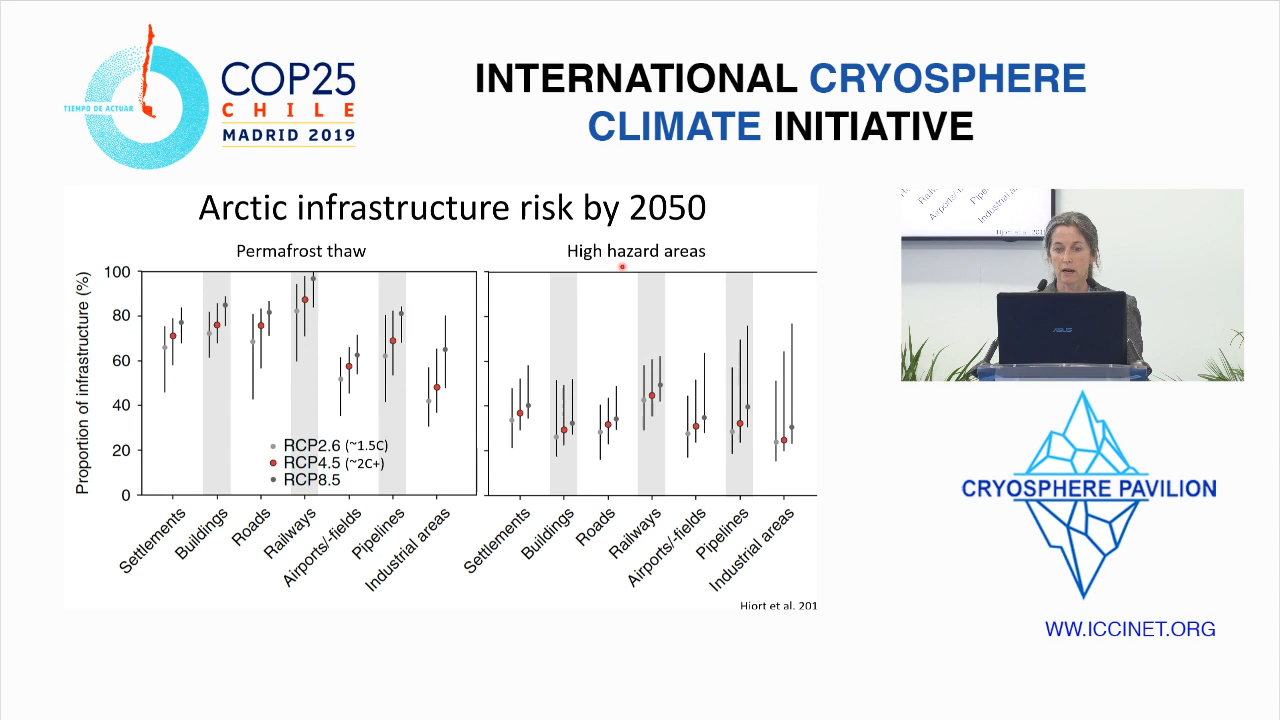 TIEMPO DE ACTUAR
COP25
CHILE
MADRID 2019
INTERNATIONAL CRYOSPHERE
CLIMATE INITIATIVE
Arctic infrastructure risk by 2050
Permafrost thaw
High hazard areas
Proportion of infrastructure (%)
100
80
60
40
20
0
RCP2.6 (~1.5C)
RCP4.5 (~2C+)
RCP8.5
Settlements
Buildings
Roads
Railways
Airports/-fields
Pipelines
Industrial areas
Settlements
Buildings
Roads
Railways
Airports/-fields
Pipelines
Industrial areas
Hjort et al. 201
Airports/-
Industrial a
ASUS
CRYOSPHERE PAVILION
WW.ICCINET.ORG